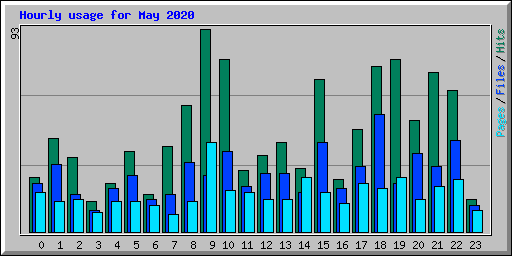 Hourly usage for May 2020
93
Pages / Files / Hits
0 1 2 3 4 5 6 7 8 9 10 11 12 13 14 15 16 17 18 19 20 21 22 23